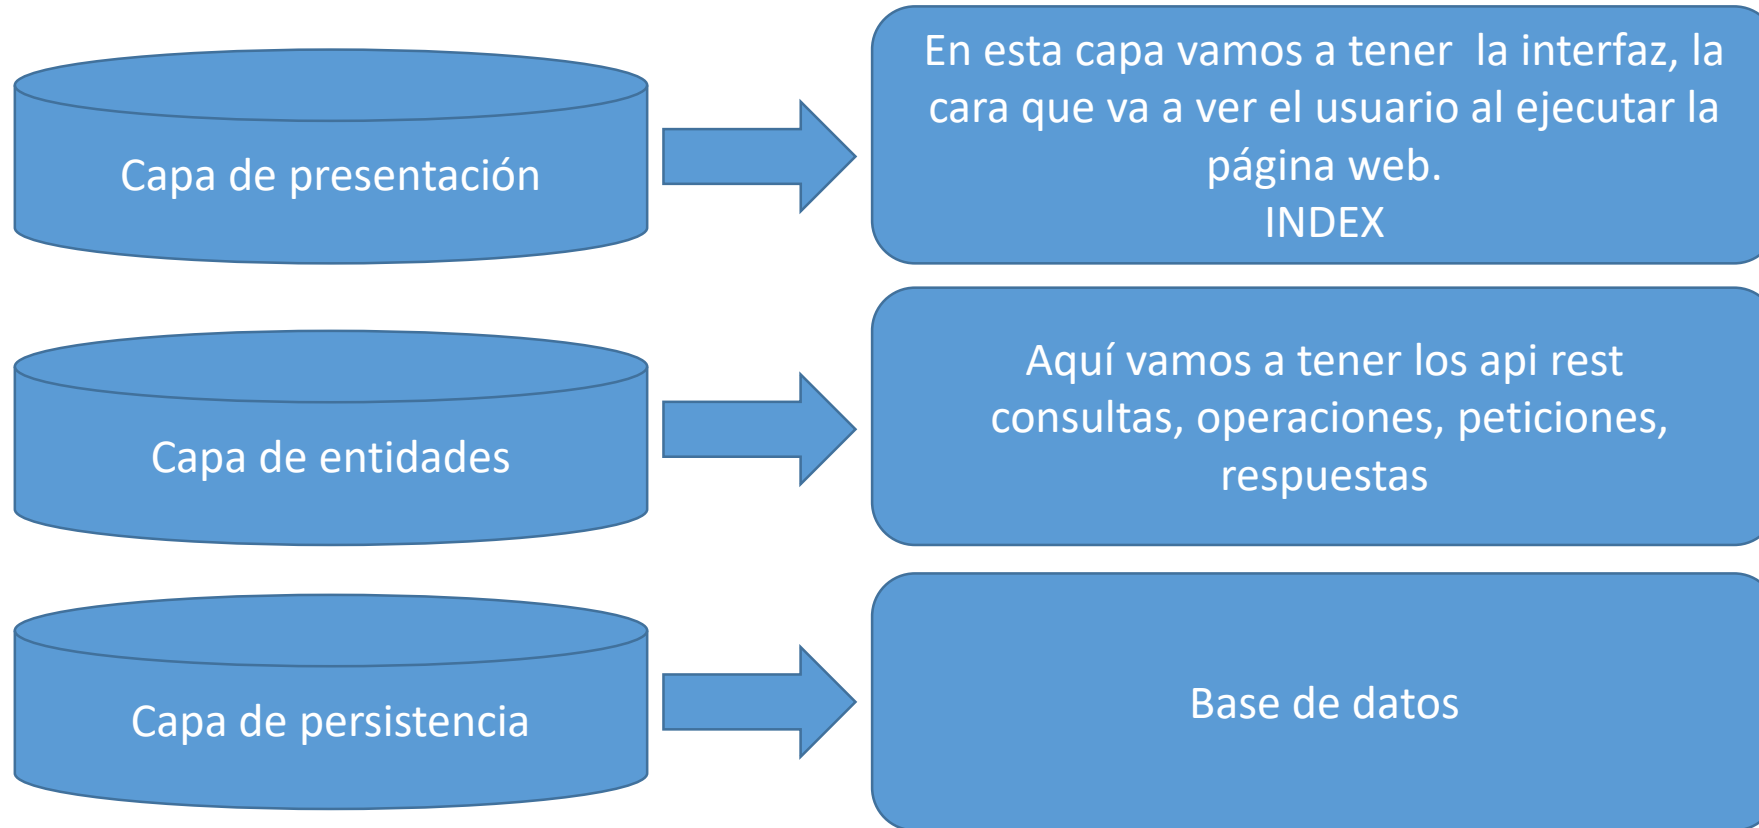 Capa de presentación
En esta capa vamos a tener  la interfaz, la
cara que va a ver el usuario al ejecutar la
página web.
INDEX
Capa de entidades
Aquí vamos a tener los api rest
consultas, operaciones, peticiones,
respuestas
Capa de persistencia
Base de datos